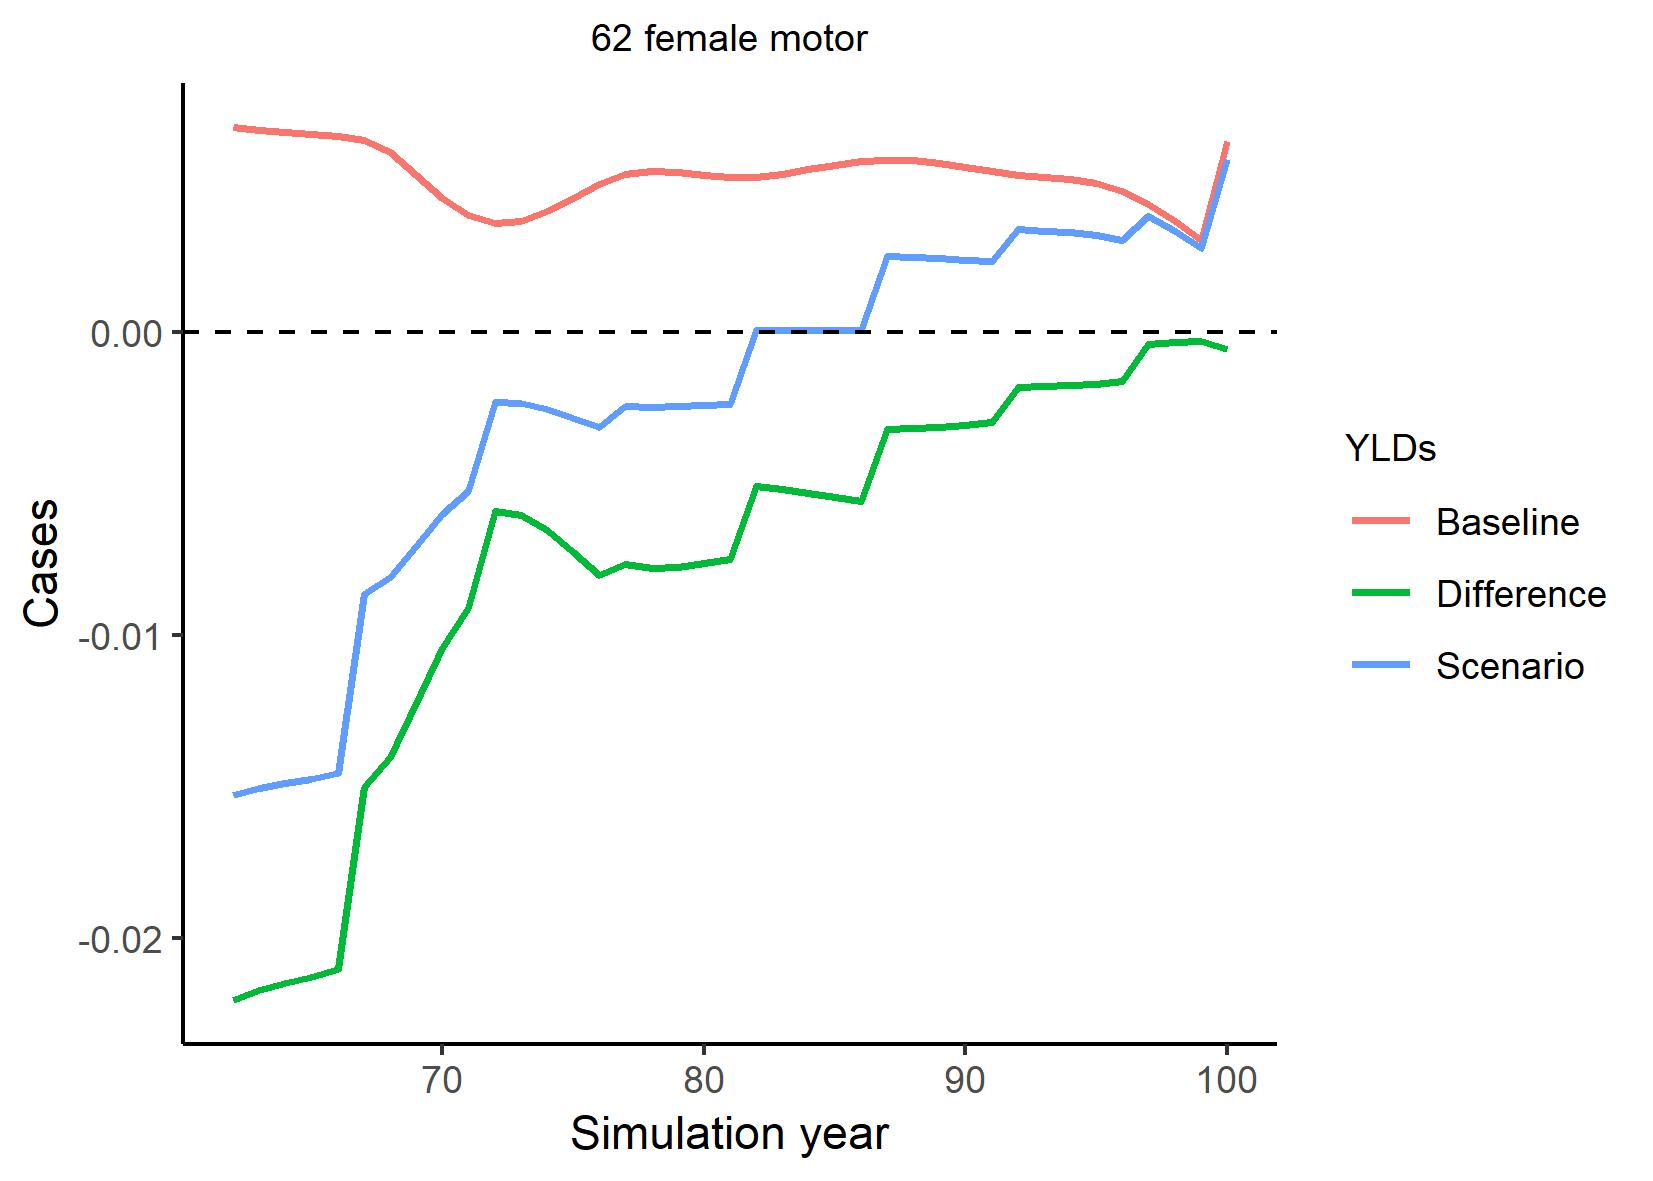 62 female motor
0.00
-0.01
-0.02
Cases
70 80 90 100
Simulation year
YLDs
Baseline
Difference
Scenario